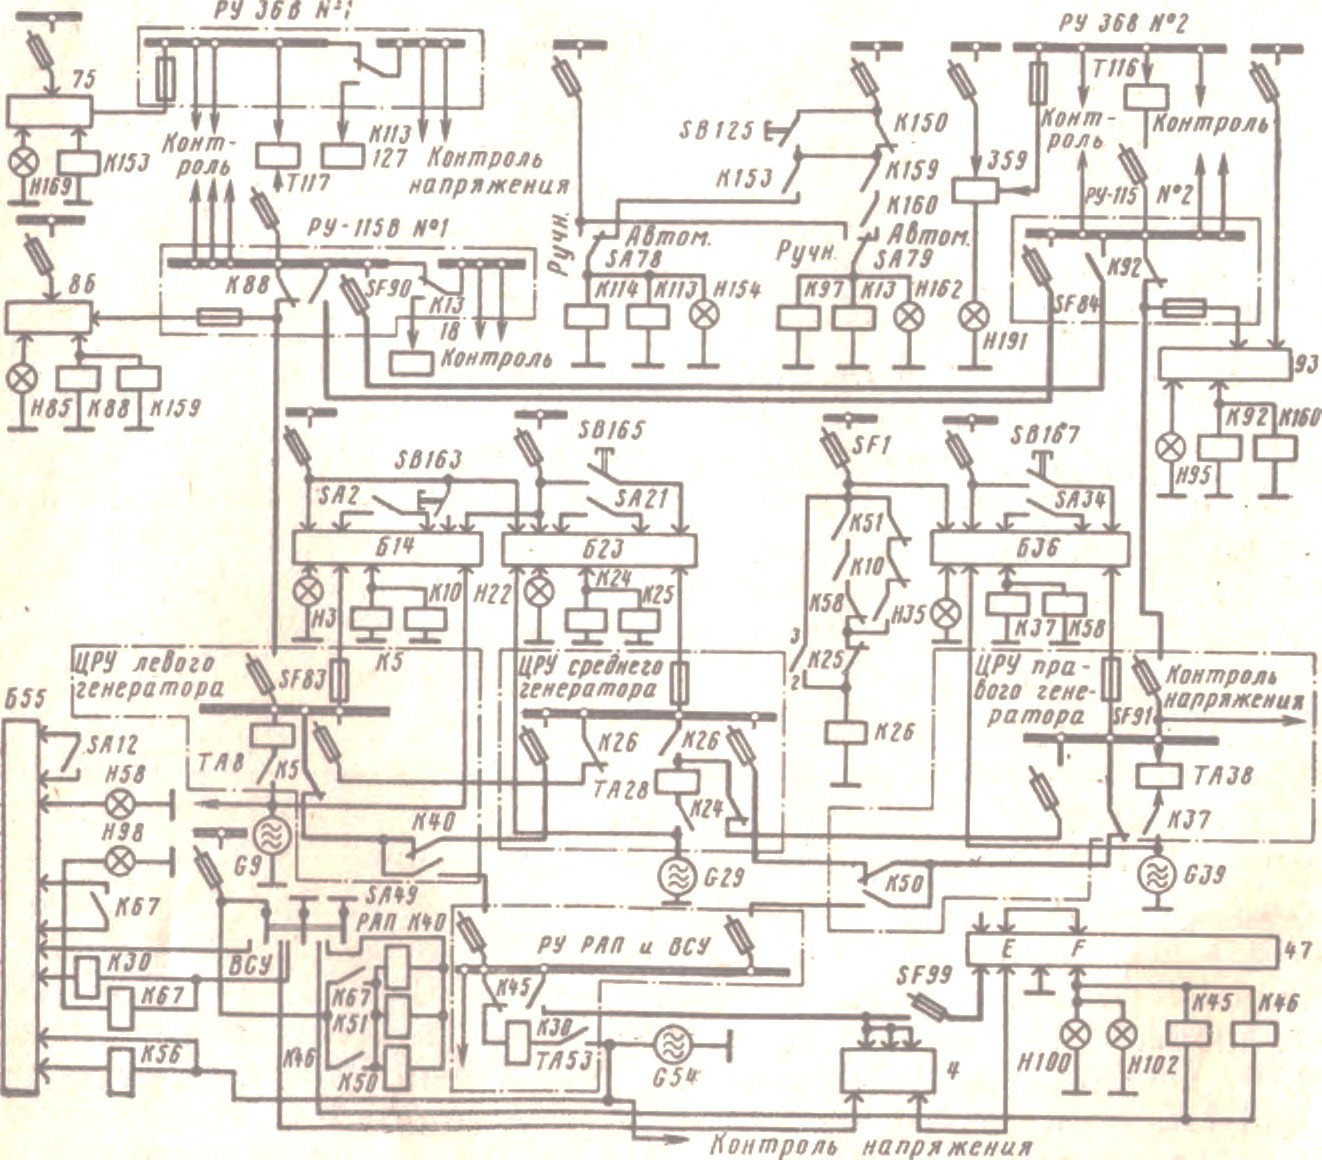 РУ 36В №1
РУ 36В №2
75
Т116
К153
Н169
Конт-
роль
Т117
К113
127
Контроль
напряжения
SB125
К150
К159
К153
К160
359
Конт-
роль
Контроль
РУ-115 №2
РУ-115В №1
86
К88
SF90
К13
18
Контроль
Ручн.
Автом.
SA78
К114
К113
Н154
Ручн.
Автом.
SA79
К97
К13
Н162
Н191
SF84
К92
93
Н85
К88
К159
Н95
К92
К160
SB165
SB163
SA2
SA21
SF1
SB167
SA34
К51
К10
К58
К25
3
2
К26
Б14
Б23
Б36
Н3
К10
К5
Н22
К24
К25
Н35
К37
К58
ЦРУ левого
генератора
SF83
ЦРУ среднего
генератора
ЦРУ пра-
вого гене-
ратора
SF91
Контроль
напряжения
Б55
SA12
Н58
Н98
ТА8
К5
К26
К26
ТА28
К24
ТА38
К37
G9
К40
G29
К50
G39
К67
SA49
РАП
К40
ВСУ
К30
К67
К56
К67
К51
К46
К50
РУ РАП и ВСУ
К45
К30
ТА53
G54
SF99
Е
F
47
К45
К46
4
Н100
Н102
Контроль напряжения